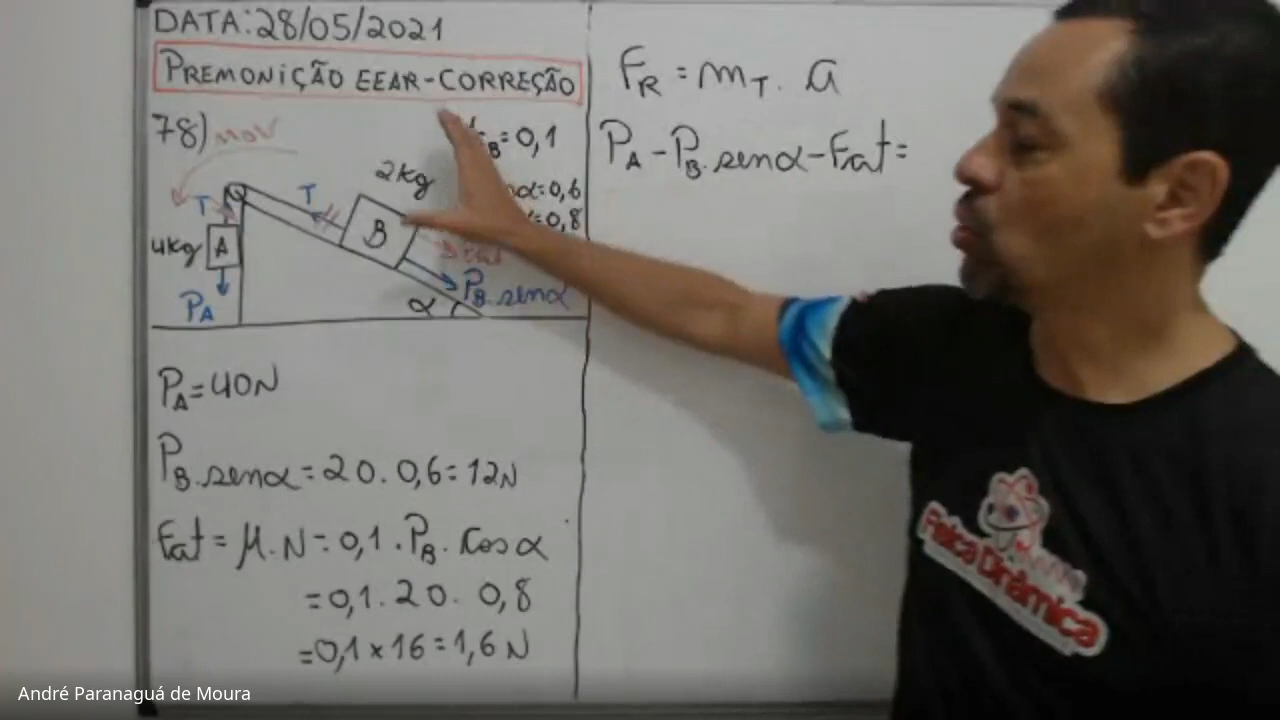 DATA: 28/05/2021
PREMONIÇÃO EEAR-CORREÇÃO
78) MOV
B = 0,1
2kg
α = 0,6
= 0,8
T
T
4kg
A
B
PA
PB.senα
α
PA = 40N
PB.senα = 20.0,6 = 12N
Fat = μ.N = 0,1.PB.Cosα
= 0,1.20.0,8
= 0,1 x 16 = 1,6 N
FR = mT.a
PA - PB.senα - Fat =
Física Dinâmica
André Paranaguá de Moura